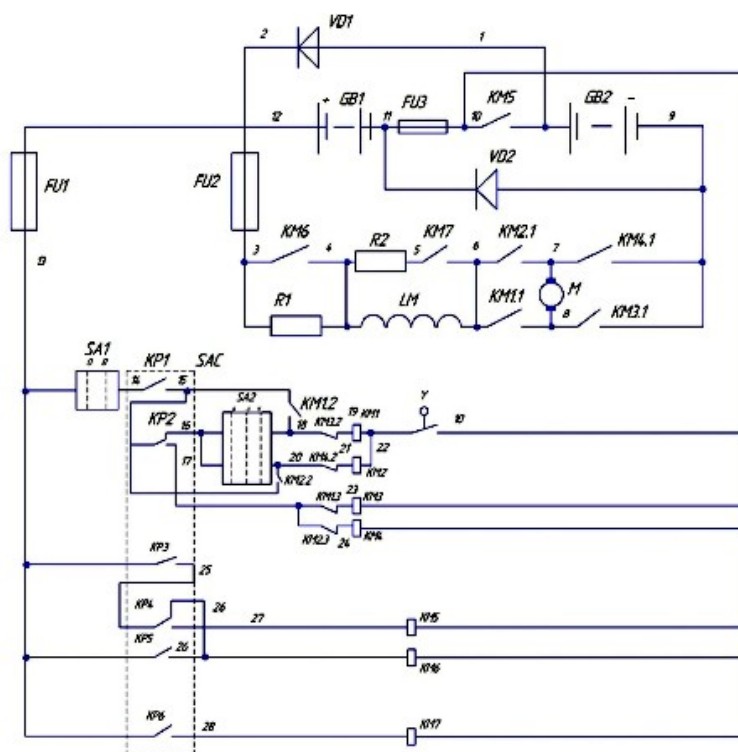 VD1
2 1
12 + GB1 11 FU3 10 KM5 GB2 - 9
FU1 FU2 VD2
3 KM6 4 R2 5 KM7 6 KM2.1 7 KM4.1
13
R1 LM KM1.1 M 8 KM3.1
SA1 KP1 SAC
0
14 15
KM1.2
KP2 16 SA2 18 KM3.2 19 KM1 Y 10
17 20 KM4.2 21 KM2 22
KM2.2
KM1.3 23 KM3
KM2.3 24 KM4
KP3
25
KP4 26 27 KM5
KP5 26 KM6
KP6 28 KM7